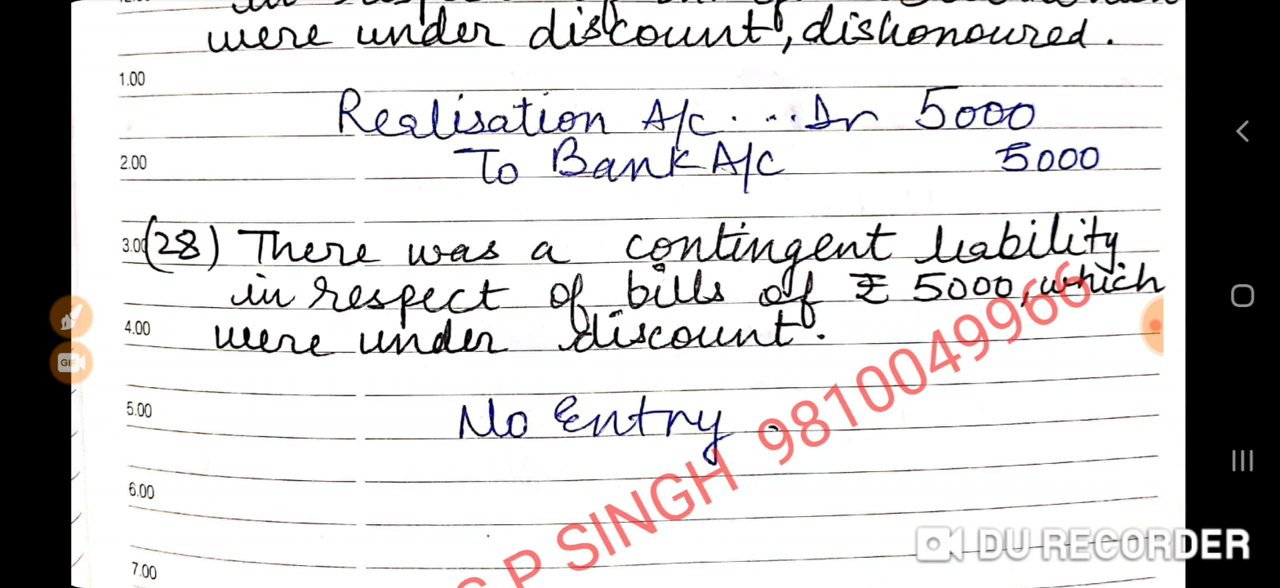 were under discount, dishonoured.
1.00
Realisation A/c ... Dr 5000
2.00
To Bank A/c 5000
3.00
(28) There was a contingent liability
in respect of bills of ₹ 5000, which
4.00
were under discount.
5.00
No Entry.
6.00
7.00
P SINGH 9810049966
GIF
DU RECORDER